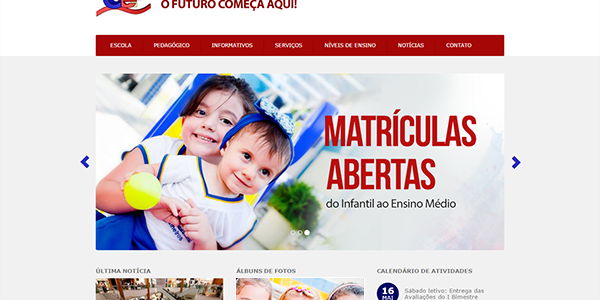 O FUTURO COMEÇA AQUI!
ESCOLA PEDAGÓGICO INFORMATIVOS SERVIÇOS NÍVEIS DE ENSINO NOTÍCIAS CONTATO
MATRÍCULAS
ABERTAS
do Infantil ao Ensino Médio
ÚLTIMA NOTÍCIA ÁLBUNS DE FOTOS CALENDÁRIO DE ATIVIDADES
16 Sábado letivo: Entrega das
MAI Avaliações do I Bimestre